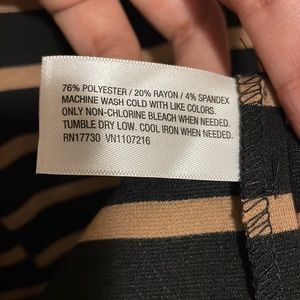 76% POLYESTER / 20% RAYON / 4% SPANDEX
MACHINE WASH COLD WITH LIKE COLORS.
ONLY NON-CHLORINE BLEACH WHEN NEEDED.
TUMBLE DRY LOW. COOL IRON WHEN NEEDED.
RN17730 VN1107216